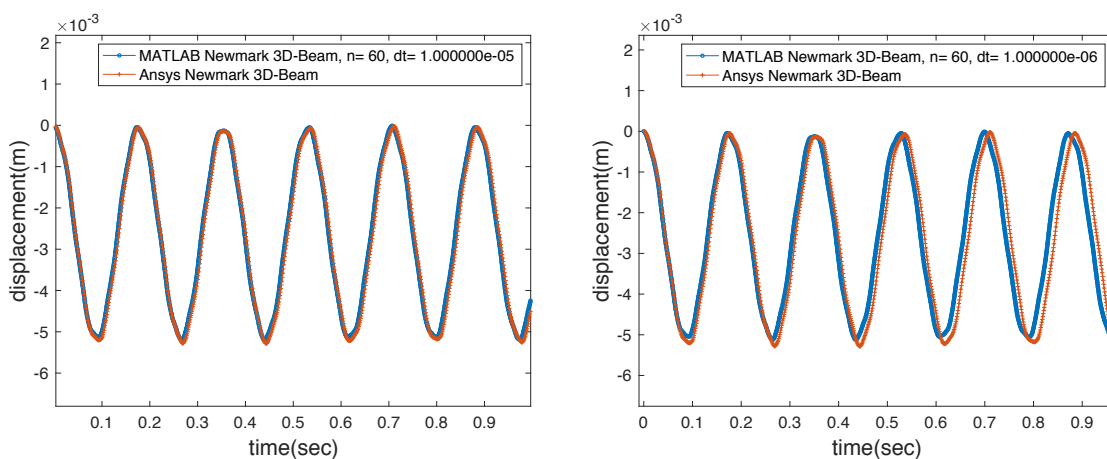 ×10⁻³
MATLAB Newmark 3D-Beam, n= 60, dt= 1.000000e-05
Ansys Newmark 3D-Beam
2
1
0
-1
-2
-3
-4
-5
-6
displacement(m)
0.1 0.2 0.3 0.4 0.5 0.6 0.7 0.8 0.9
time(sec)
×10⁻³
MATLAB Newmark 3D-Beam, n= 60, dt= 1.000000e-06
Ansys Newmark 3D-Beam
2
1
0
-1
-2
-3
-4
-5
-6
displacement(m)
0 0.1 0.2 0.3 0.4 0.5 0.6 0.7 0.8 0.9
time(sec)